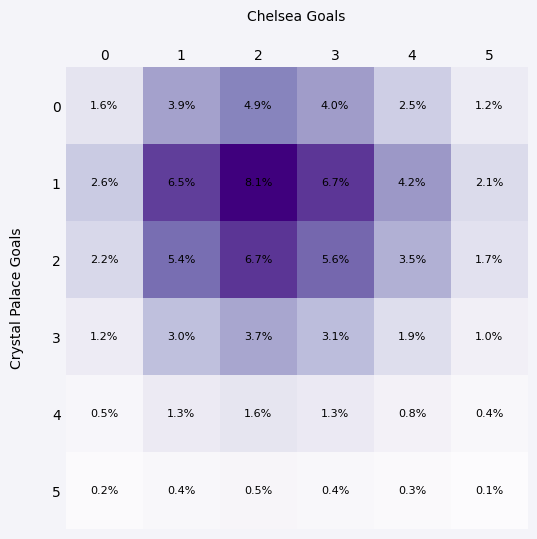 Chelsea Goals
0 1 2 3 4 5
0 1.6% 3.9% 4.9% 4.0% 2.5% 1.2%
1 2.6% 6.5% 8.1% 6.7% 4.2% 2.1%
2 2.2% 5.4% 6.7% 5.6% 3.5% 1.7%
3 1.2% 3.0% 3.7% 3.1% 1.9% 1.0%
4 0.5% 1.3% 1.6% 1.3% 0.8% 0.4%
5 0.2% 0.4% 0.5% 0.4% 0.3% 0.1%
Crystal Palace Goals